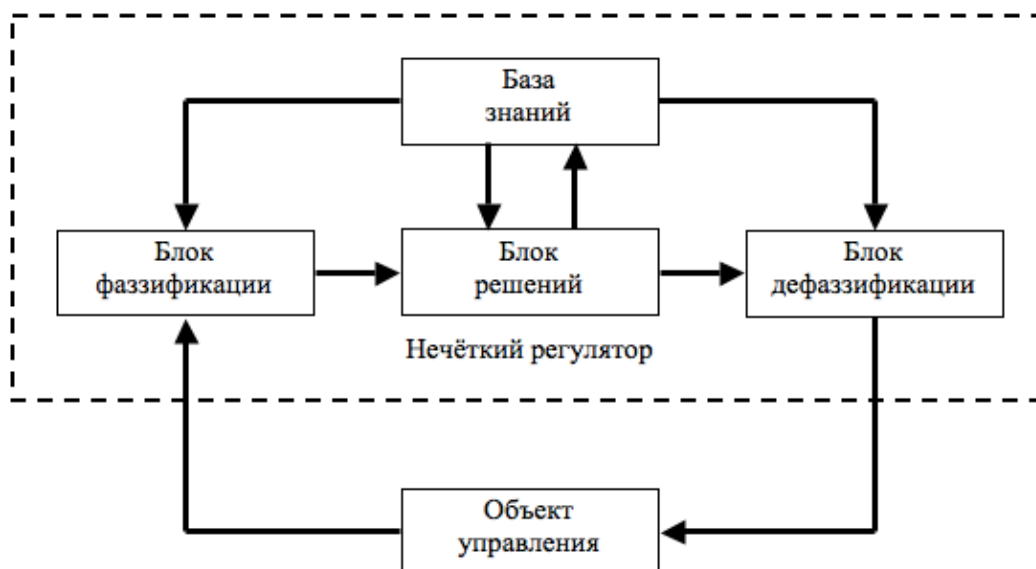 База
знаний
Блок
фаззификации
Блок
решений
Блок
дефаззификации
Нечёткий регулятор
Объект
управления